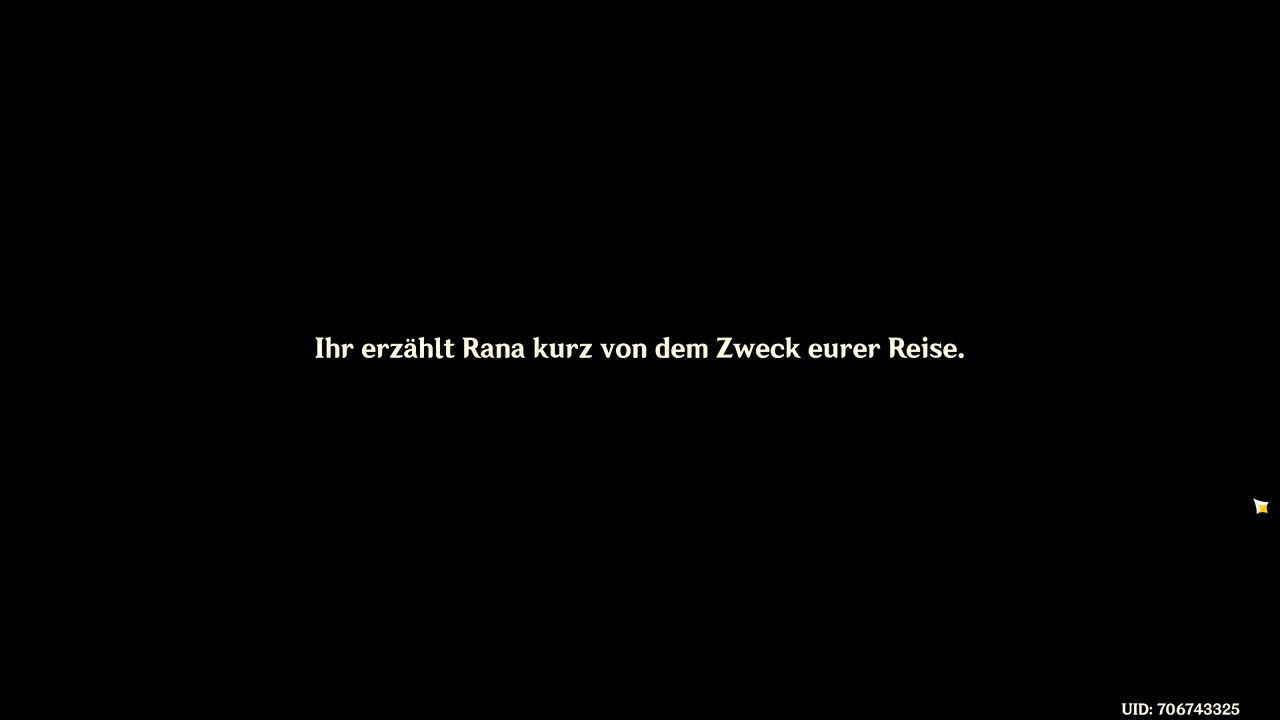 Ihr erzählt Rana kurz von dem Zweck eurer Reise.
UID: 706743325